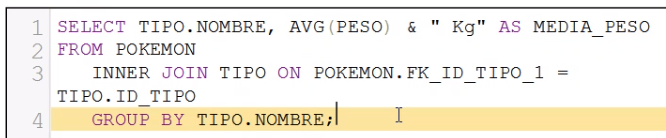 1 SELECT TIPO.NOMBRE, AVG(PESO) & " Kg" AS MEDIA_PESO
2 FROM POKEMON
3 INNER JOIN TIPO ON POKEMON.FK_ID_TIPO_1 =
TIPO.ID_TIPO
4 GROUP BY TIPO.NOMBRE;